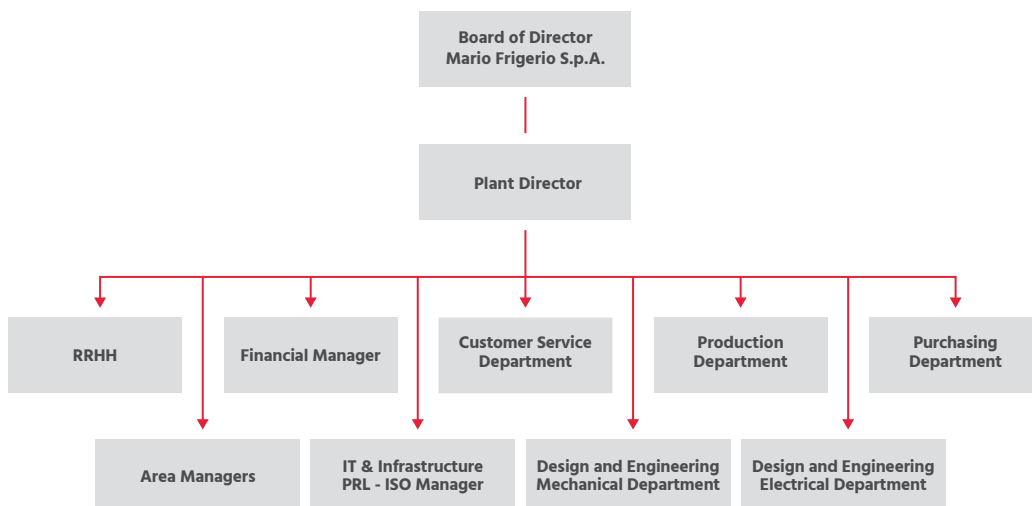 Board of Director
Mario Frigerio S.p.A.
Plant Director
RRHH
Financial Manager
Customer Service
Department
Production
Department
Purchasing
Department
Area Managers
IT & Infrastructure
PRL - ISO Manager
Design and Engineering
Mechanical Department
Design and Engineering
Electrical Department